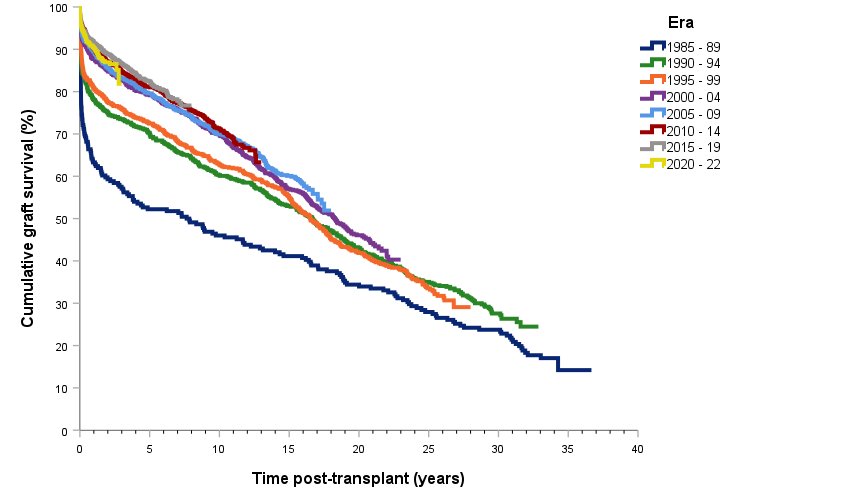 Cumulative graft survival (%)
100
90
80
70
60
50
40
30
20
10
0
0 5 10 15 20 25 30 35 40
Time post-transplant (years)
Era
1985 - 89
1990 - 94
1995 - 99
2000 - 04
2005 - 09
2010 - 14
2015 - 19
2020 - 22